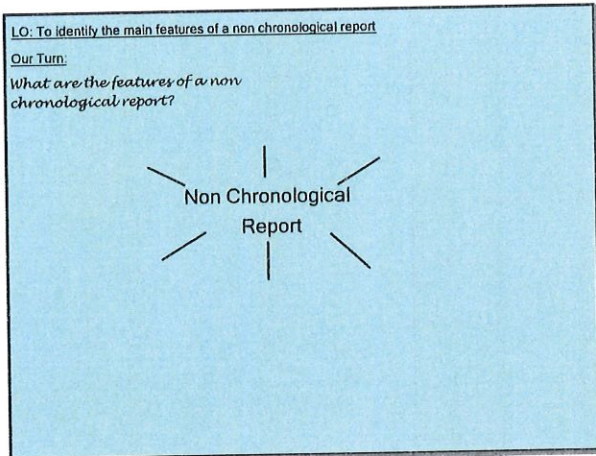 LO: To identify the main features of a non chronological report
Our Turn:
What are the features of a non
chronological report?
Non Chronological
Report